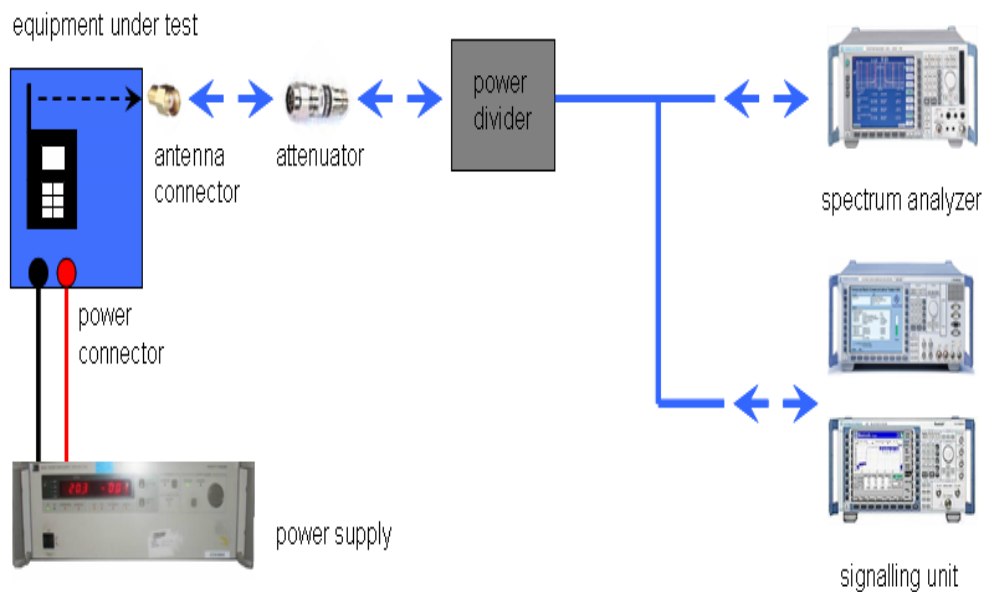 equipment under test
power
divider
antenna
connector
attenuator
spectrum analyzer
power
connector
power supply
signalling unit